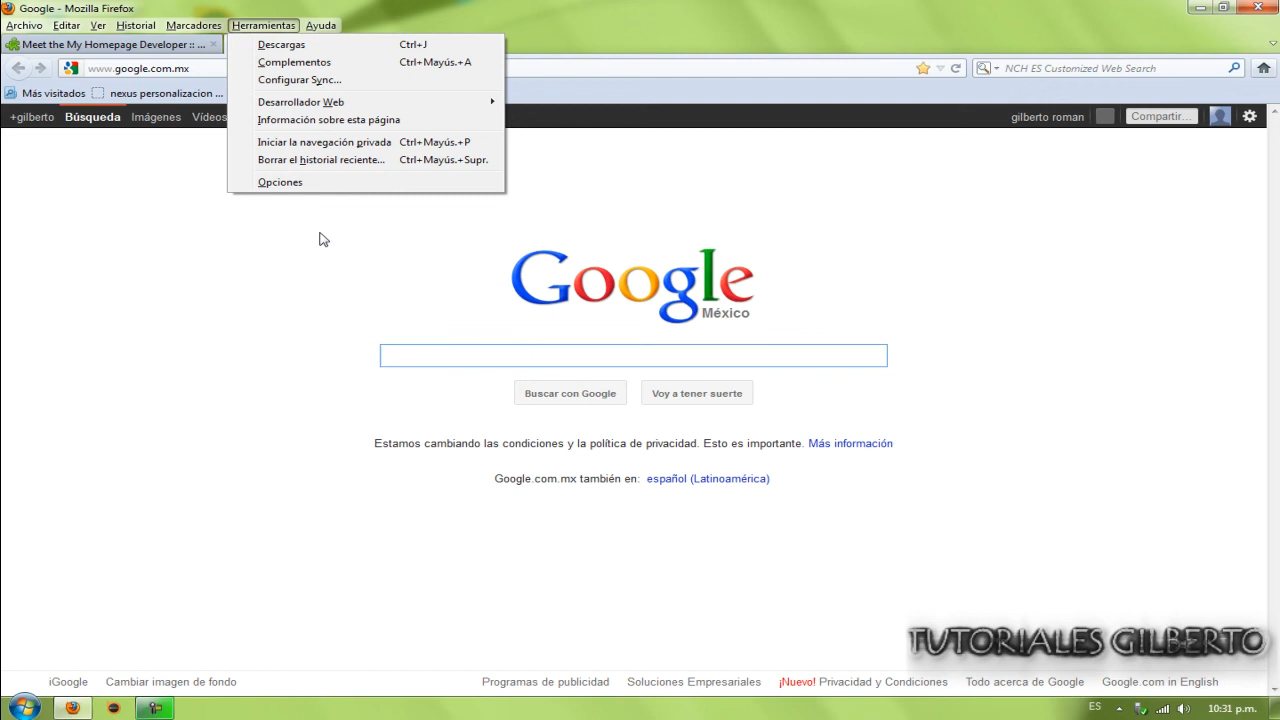 Google - Mozilla Firefox
Archivo Editar Ver Historial Marcadores Herramientas Ayuda
Meet the My Homepage Developer :: ...
www.google.com.mx
NCH ES Customized Web Search
Más visitados nexus personalizacion ...
+gilberto Búsqueda Imágenes Vídeos
gilberto roman Compartir...
Descargas Ctrl+J
Complementos Ctrl+Mayús.+A
Configurar Sync...
Desarrollador Web
Información sobre esta página
Iniciar la navegación privada Ctrl+Mayús.+P
Borrar el historial reciente... Ctrl+Mayús.+Supr.
Opciones
Google
México
Buscar con Google Voy a tener suerte
Estamos cambiando las condiciones y la política de privacidad. Esto es importante. Más información
Google.com.mx también en: español (Latinoamérica)
TUTORIALES GILBERTO
iGoogle Cambiar imagen de fondo Programas de publicidad Soluciones Empresariales ¡Nuevo! Privacidad y Condiciones Todo acerca de Google Google.com in English
ES 10:31 p.m.